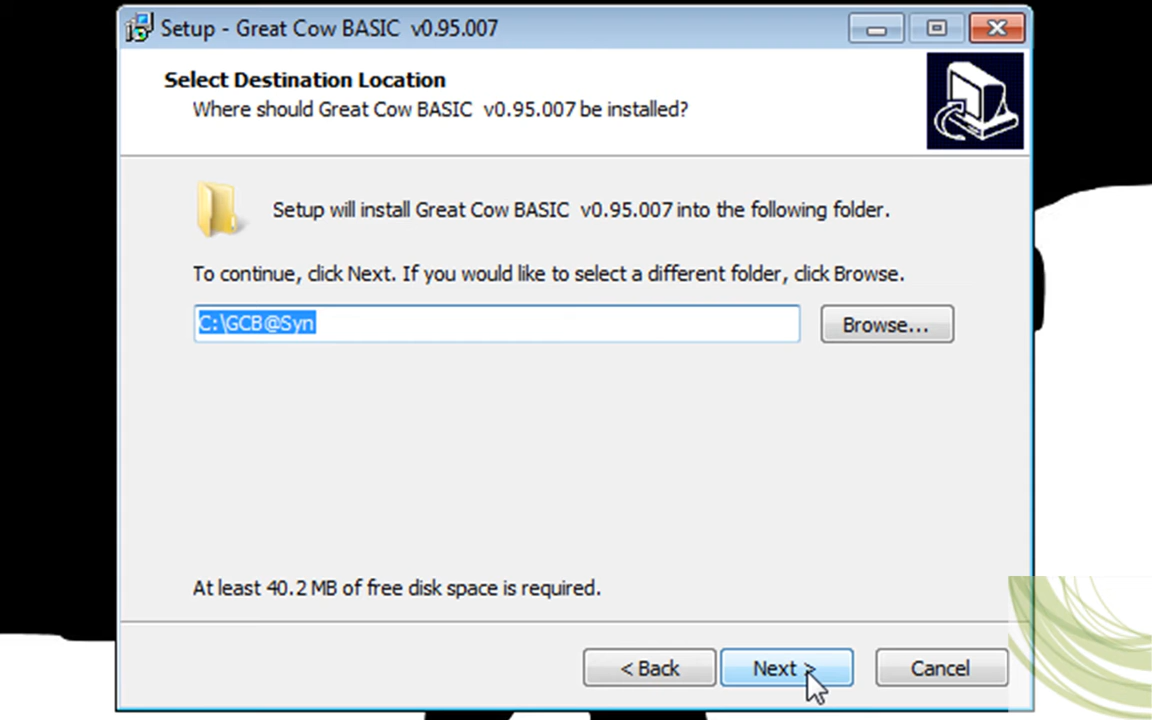 Setup - Great Cow BASIC v0.95.007
Select Destination Location
Where should Great Cow BASIC v0.95.007 be installed?
Setup will install Great Cow BASIC v0.95.007 into the following folder.
To continue, click Next. If you would like to select a different folder, click Browse.
C:\GCB@Syn
Browse...
At least 40.2 MB of free disk space is required.
< Back
Next >
Cancel